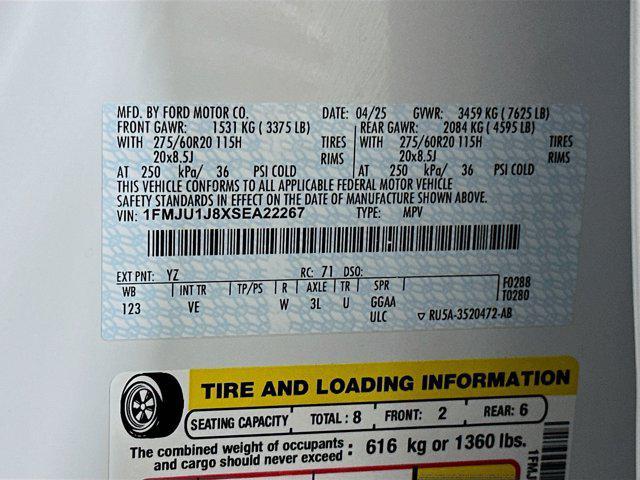 MFD. BY FORD MOTOR CO. DATE: 04/25 GVWR: 3459 KG ( 7625 LB)
FRONT GAWR: 1531 KG ( 3375 LB) REAR GAWR: 2084 KG ( 4595 LB)
WITH 275/60R20 115H TIRES WITH 275/60R20 115H TIRES
20x8.5J RIMS 20x8.5J RIMS
AT 250 kPa/ 36 PSI COLD AT 250 kPa/ 36 PSI COLD
THIS VEHICLE CONFORMS TO ALL APPLICABLE FEDERAL MOTOR VEHICLE
SAFETY STANDARDS IN EFFECT ON THE DATE OF MANUFACTURE SHOWN ABOVE.
VIN: 1FMJU1J8XSEA22267 TYPE: MPV
EXT PNT: YZ RC: 71 DSO:
WB INT TR TP/PS R AXLE TR SPR F0288
123 VE W 3L U GGAA T0280
ULC ▽ RU5A-3520472-AB
TIRE AND LOADING INFORMATION
SEATING CAPACITY TOTAL : 8 FRONT: 2 REAR: 6
The combined weight of occupants : 616 kg or 1360 lbs.
and cargo should never exceed
1FMJ